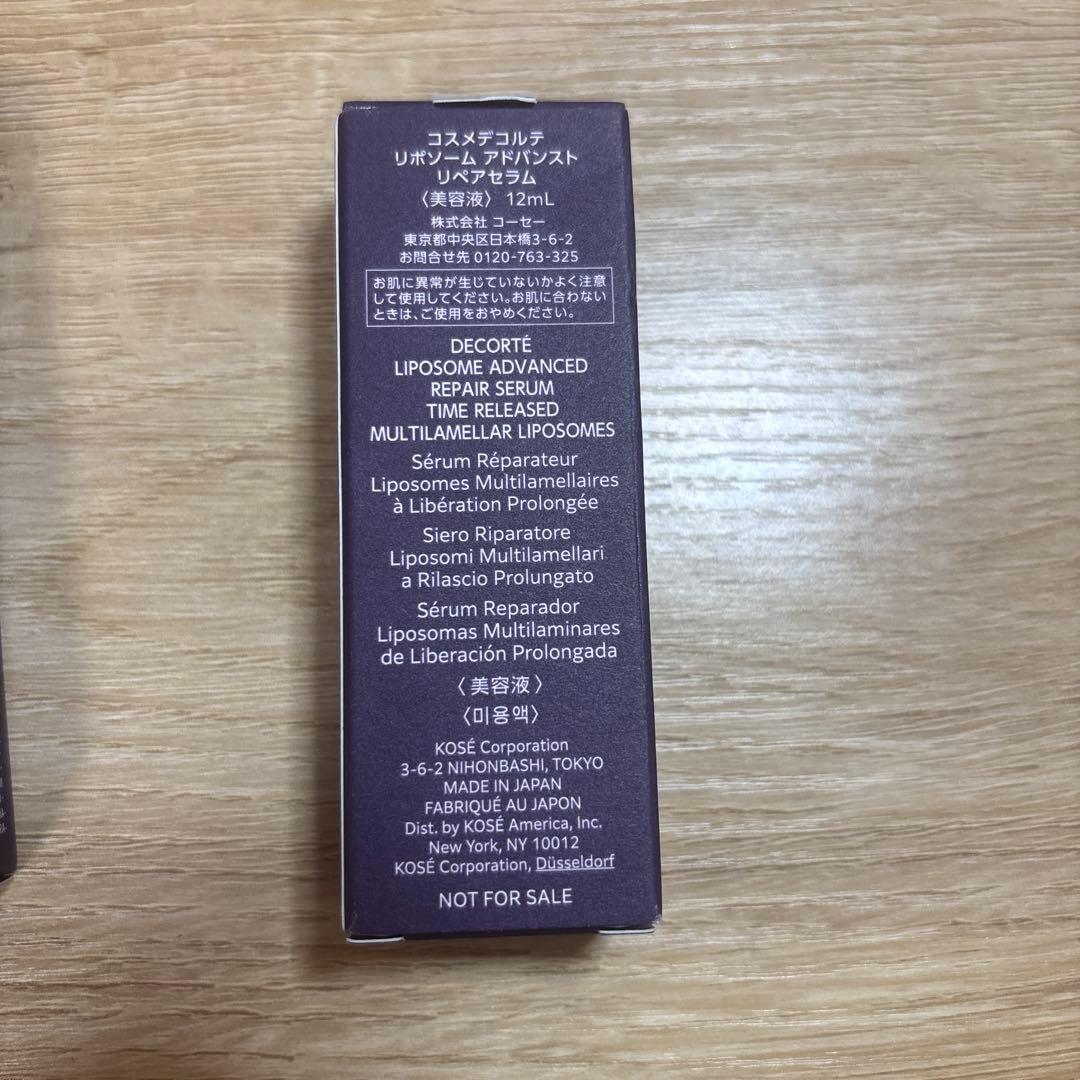 コスメデコルテ
リポソーム アドバンスト
リペアセラム
〈美容液〉 12mL
株式会社 コーセー
東京都中央区日本橋3-6-2
お問合せ先 0120-763-325
お肌に異常が生じていないかよく注意
して使用してください。お肌に合わない
ときは、ご使用をおやめください。
DECORTÉ
LIPOSOME ADVANCED
REPAIR SERUM
TIME RELEASED
MULTILAMELLAR LIPOSOMES
Sérum Réparateur
Liposomes Multilamellaires
à Libération Prolongée
Siero Riparatore
Liposomi Multilamellari
a Rilascio Prolungato
Sérum Reparador
Liposomas Multilaminares
de Liberación Prolongada
〈美容液〉
〈미용액〉
KOSÉ Corporation
3-6-2 NIHONBASHI, TOKYO
MADE IN JAPAN
FABRIQUÉ AU JAPON
Dist. by KOSÉ America, Inc.
New York, NY 10012
KOSÉ Corporation, Düsseldorf
NOT FOR SALE